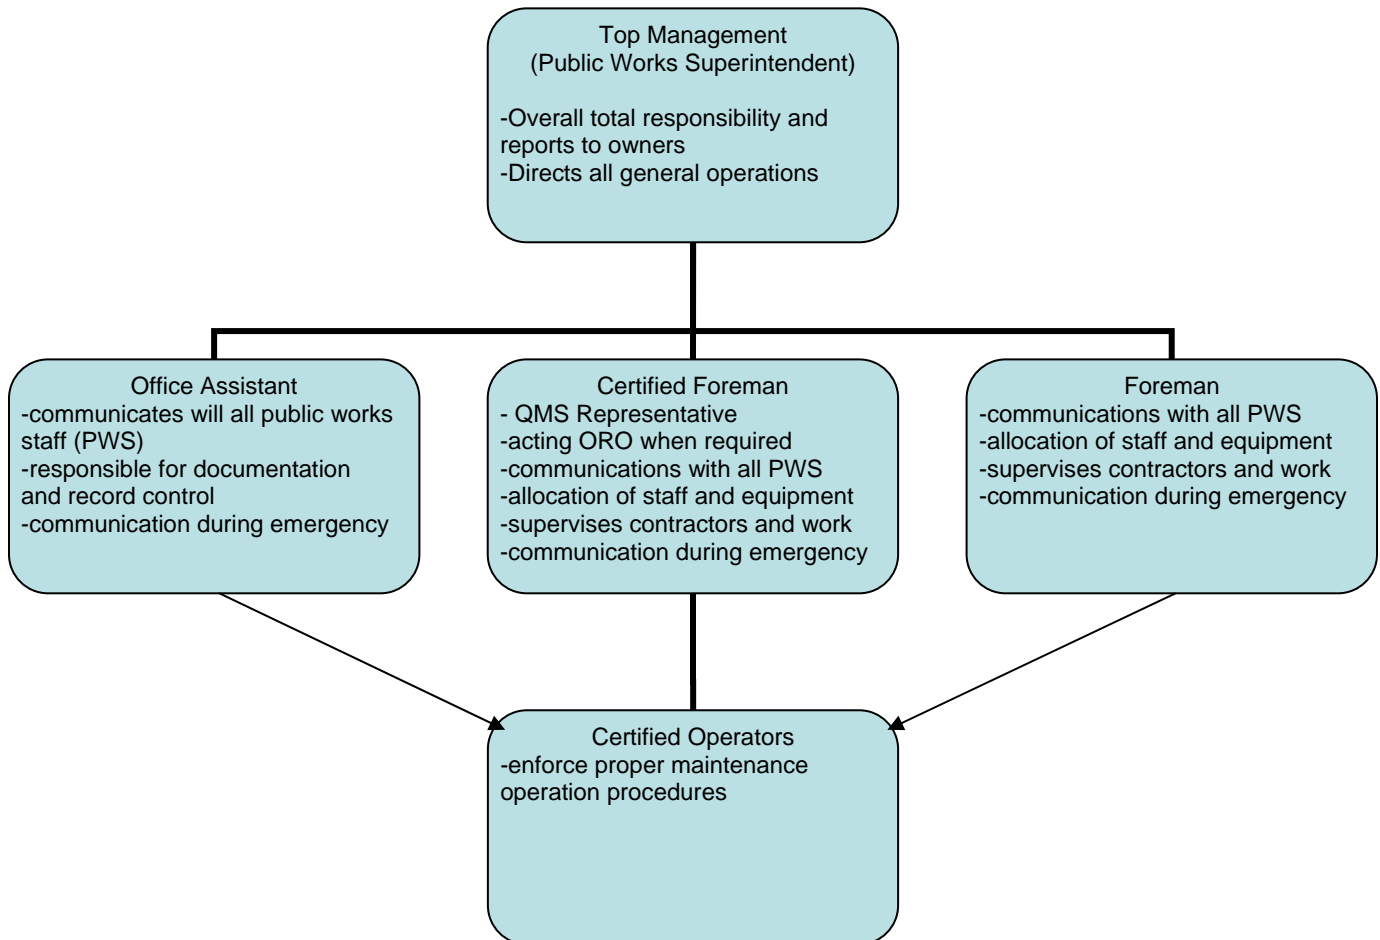 Top Management
(Public Works Superintendent)
-Overall total responsibility and
reports to owners
-Directs all general operations
Office Assistant
-communicates will all public works
staff (PWS)
-responsible for documentation
and record control
-communication during emergency
Certified Foreman
- QMS Representative
-acting ORO when required
-communications with all PWS
-allocation of staff and equipment
-supervises contractors and work
-communication during emergency
Foreman
-communications with all PWS
-allocation of staff and equipment
-supervises contractors and work
-communication during emergency
Certified Operators
-enforce proper maintenance
operation procedures